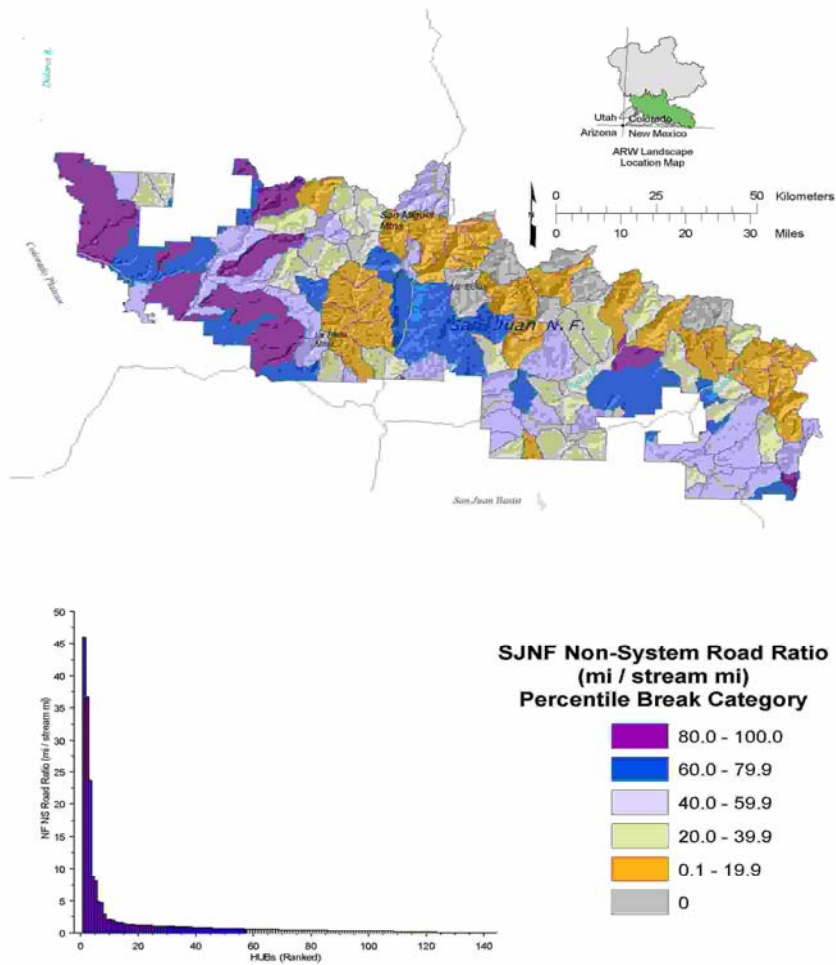 Dolores R.
Utah Colorado
Arizona New Mexico
ARW Landscape
Location Map
0 25 50 Kilometers
0 10 20 30 Miles
San Miguel
Mtns
Colorado Plateau
La Plata
Mtns
San Juan N. F.
San Juan Basin
NF NS Road Ratio (mi / stream mi)
50
45
40
35
30
25
20
15
10
5
0
0 20 40 60 80 100 120 140
HUBs (Ranked)
SJNF Non-System Road Ratio
(mi / stream mi)
Percentile Break Category
80.0 - 100.0
60.0 - 79.9
40.0 - 59.9
20.0 - 39.9
0.1 - 19.9
0